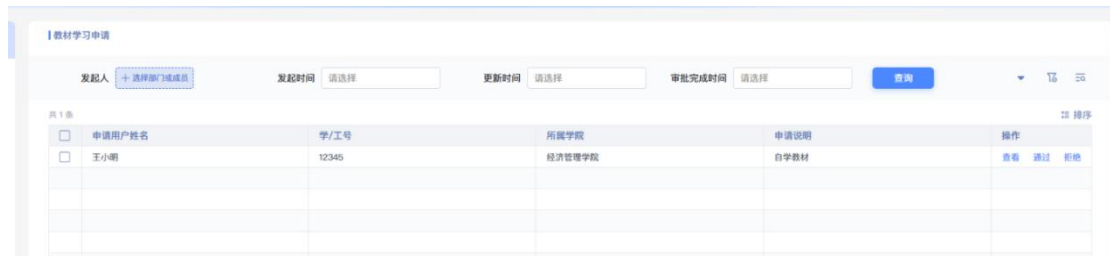 教材学习申请
发起人 + 选择部门或成员 发起时间 请选择 更新时间 请选择 审批完成时间 请选择 查询
共1条 排序
申请用户姓名 学/工号 所属学院 申请说明 操作
王小明 12345 经济管理学院 自学教材 查看 通过 拒绝